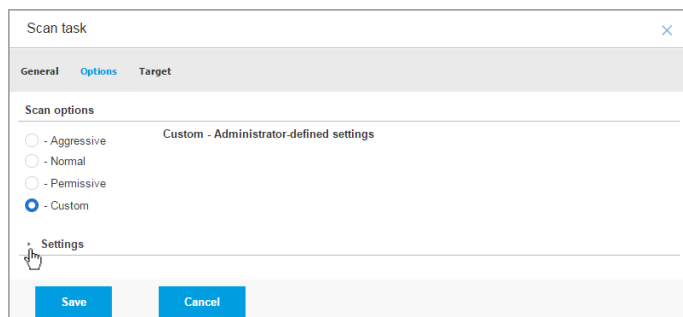 Scan task
General Options Target
Scan options
Custom - Administrator-defined settings
- Aggressive
- Normal
- Permissive
- Custom
Settings
Save Cancel